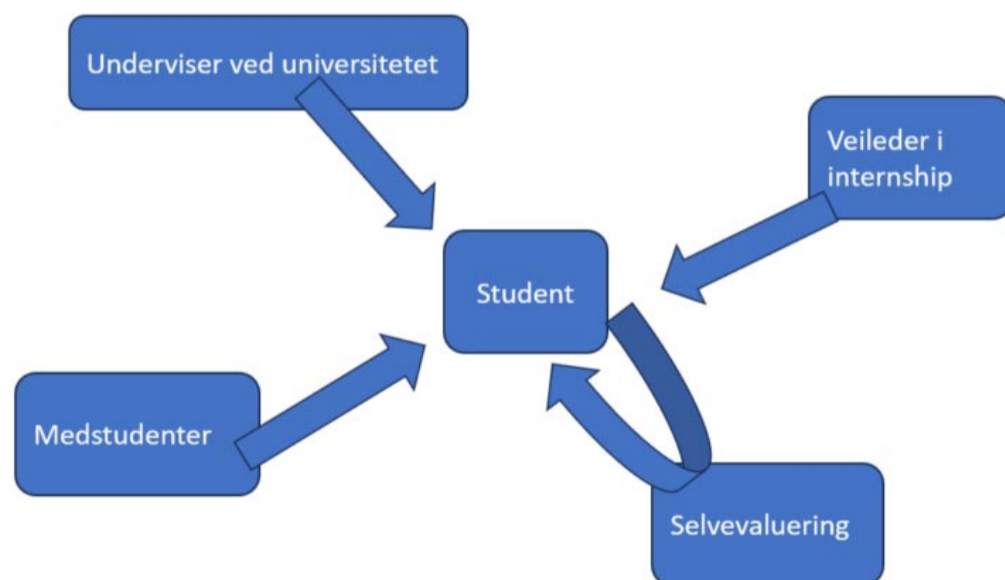 Underviser ved universitetet
Veileder i
internship
Student
Medstudenter
Selvevaluering